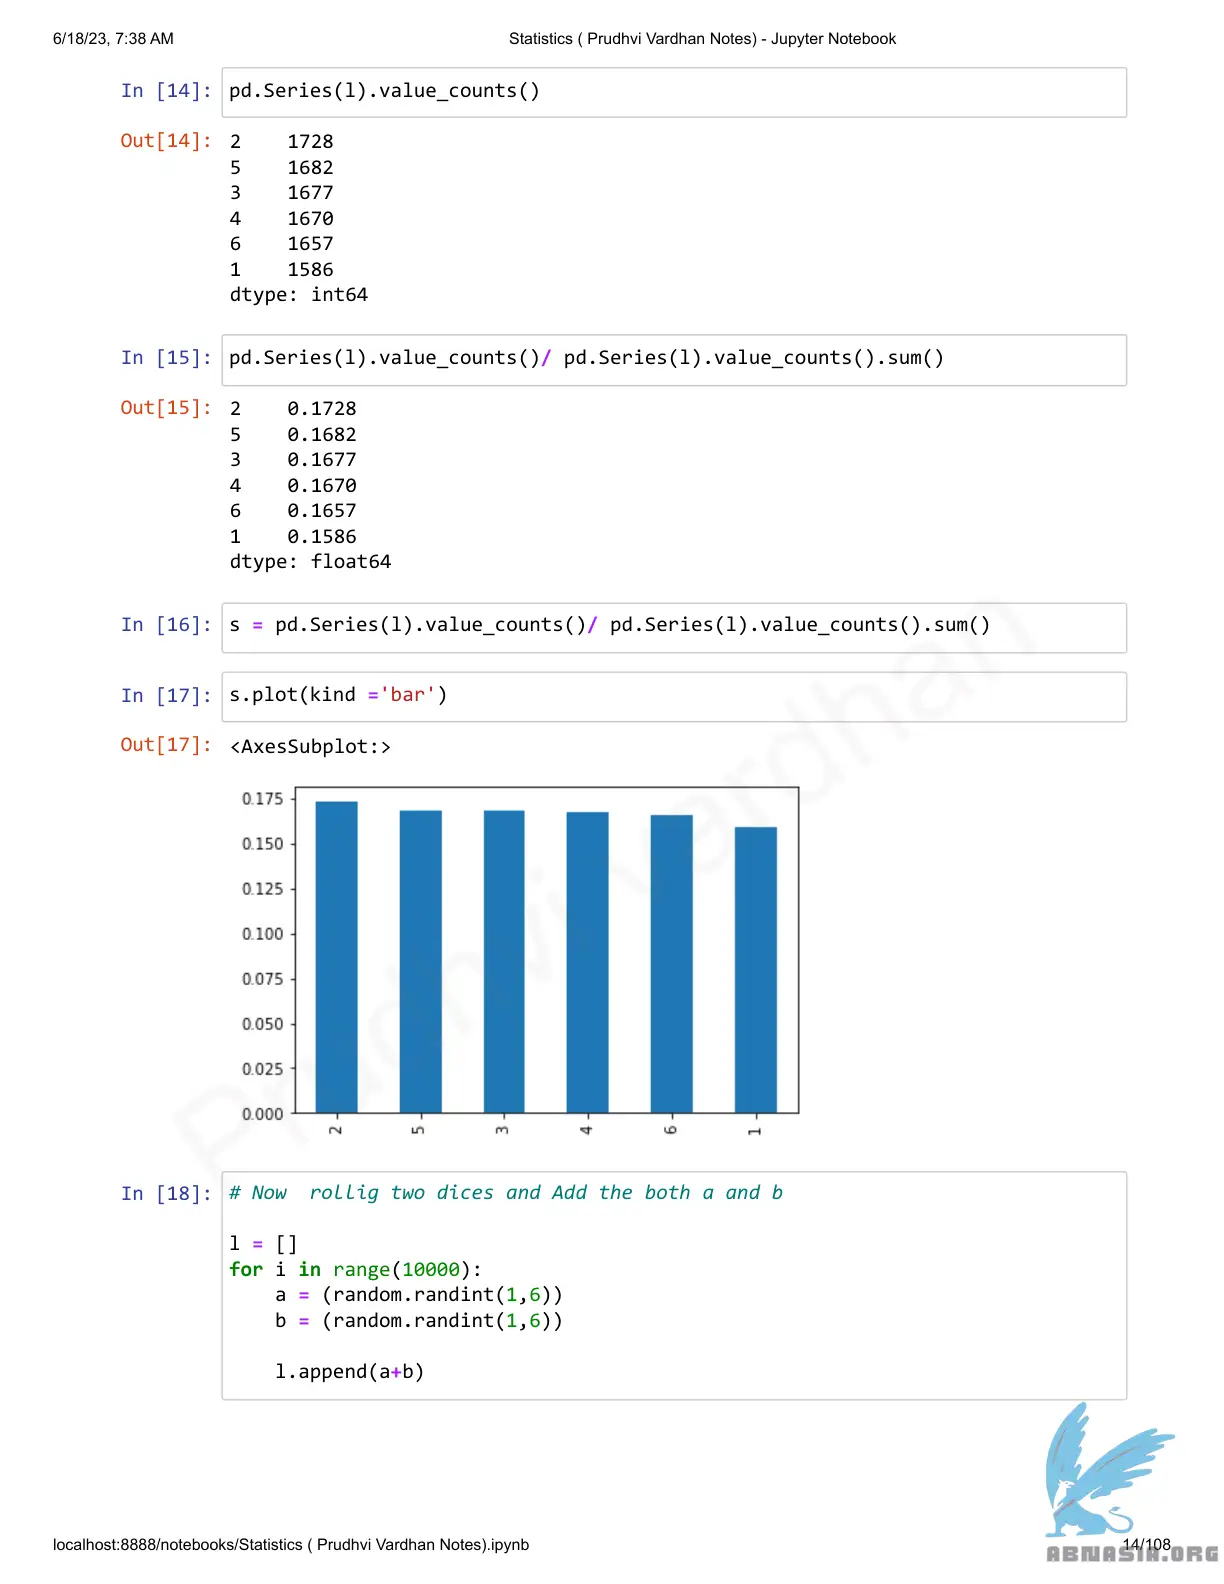 6/18/23, 7:38 AM
Statistics ( Prudhvi Vardhan Notes) - Jupyter Notebook
In [14]: pd.Series(l).value_counts()
Out[14]: 2    1728
5    1682
3    1677
4    1670
6    1657
1    1586
dtype: int64
In [15]: pd.Series(l).value_counts()/ pd.Series(l).value_counts().sum()
Out[15]: 2    0.1728
5    0.1682
3    0.1677
4    0.1670
6    0.1657
1    0.1586
dtype: float64
In [16]: s = pd.Series(l).value_counts()/ pd.Series(l).value_counts().sum()
In [17]: s.plot(kind ='bar')
Out[17]: <AxesSubplot:>
0.175
0.150
0.125
0.100
0.075
0.050
0.025
0.000
2 5 3 4 6 1
Prudhvi vardhan
In [18]: # Now  rollig two dices and Add the both a and b
l = []
for i in range(10000):
    a = (random.randint(1,6))
    b = (random.randint(1,6))
    l.append(a+b)
localhost:8888/notebooks/Statistics ( Prudhvi Vardhan Notes).ipynb
14/108
ABNASIA.ORG